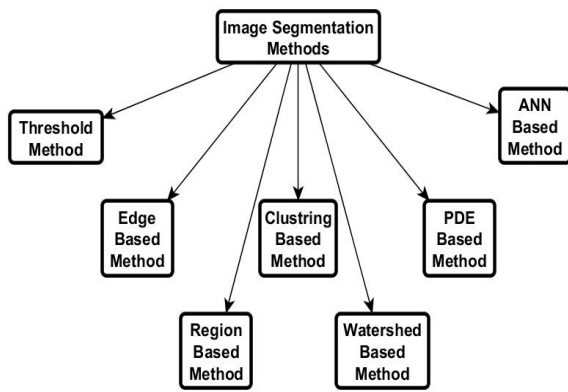 Image Segmentation
Methods
Threshold
Method
ANN
Based
Method
Edge
Based
Method
Clustring
Based
Method
PDE
Based
Method
Region
Based
Method
Watershed
Based
Method